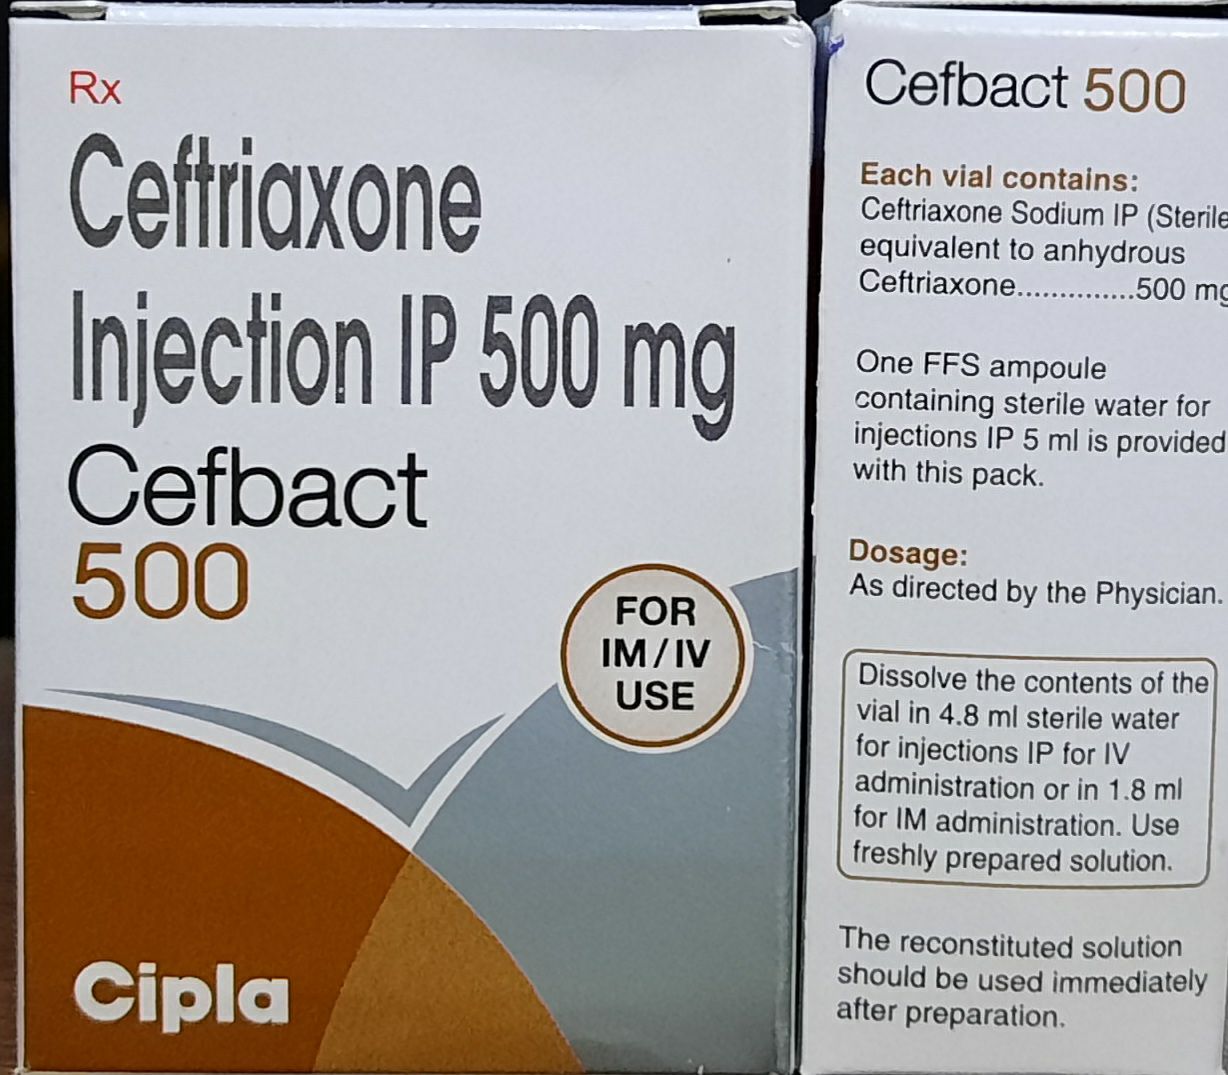 Rx
Ceftriaxone
Injection IP 500 mg
Cefbact
500
FOR
IM/IV
USE
Cipla
Cefbact 500
Each vial contains:
Ceftriaxone Sodium IP (Sterile
equivalent to anhydrous
Ceftriaxone...............500 mg
One FFS ampoule
containing sterile water for
injections IP 5 ml is provided
with this pack.
Dosage:
As directed by the Physician.
Dissolve the contents of the
vial in 4.8 ml sterile water
for injections IP for IV
administration or in 1.8 ml
for IM administration. Use
freshly prepared solution.
The reconstituted solution
should be used immediately
after preparation.